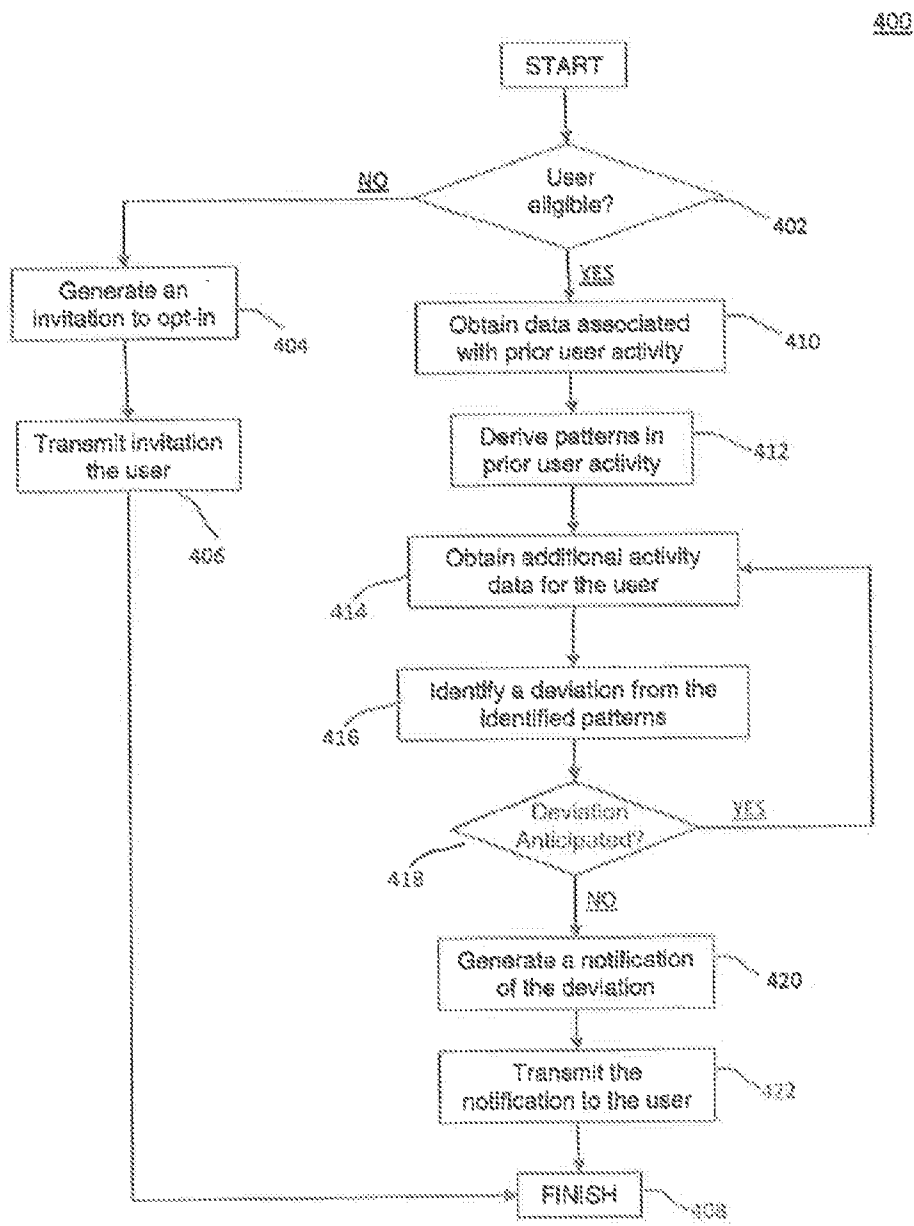 400
START
User
eligible?
402
NO
YES
Generate an
invitation to opt-in
404
Obtain data associated
with prior user activity
410
Transmit invitation
the user
406
Derive patterns in
prior user activity
412
Obtain additional activity
data for the user
414
Identify a deviation from the
identified patterns
416
Deviation
Anticipated?
418
YES
NO
Generate a notification
of the deviation
420
Transmit the
notification to the user
422
FINISH
408